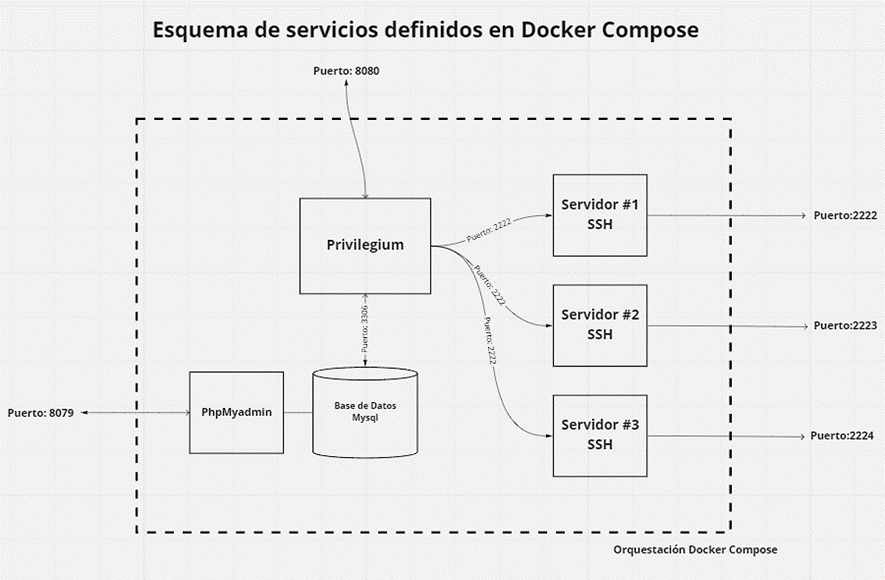 Esquema de servicios definidos en Docker Compose
Puerto: 8080
Privilegium
Puerto: 2222
Puerto: 2222
Puerto: 2222
Puerto: 3306
Servidor #1
SSH
Puerto:2222
Servidor #2
SSH
Puerto:2223
Servidor #3
SSH
Puerto:2224
Puerto: 8079
PhpMyadmin
Base de Datos
Mysql
Orquestación Docker Compose